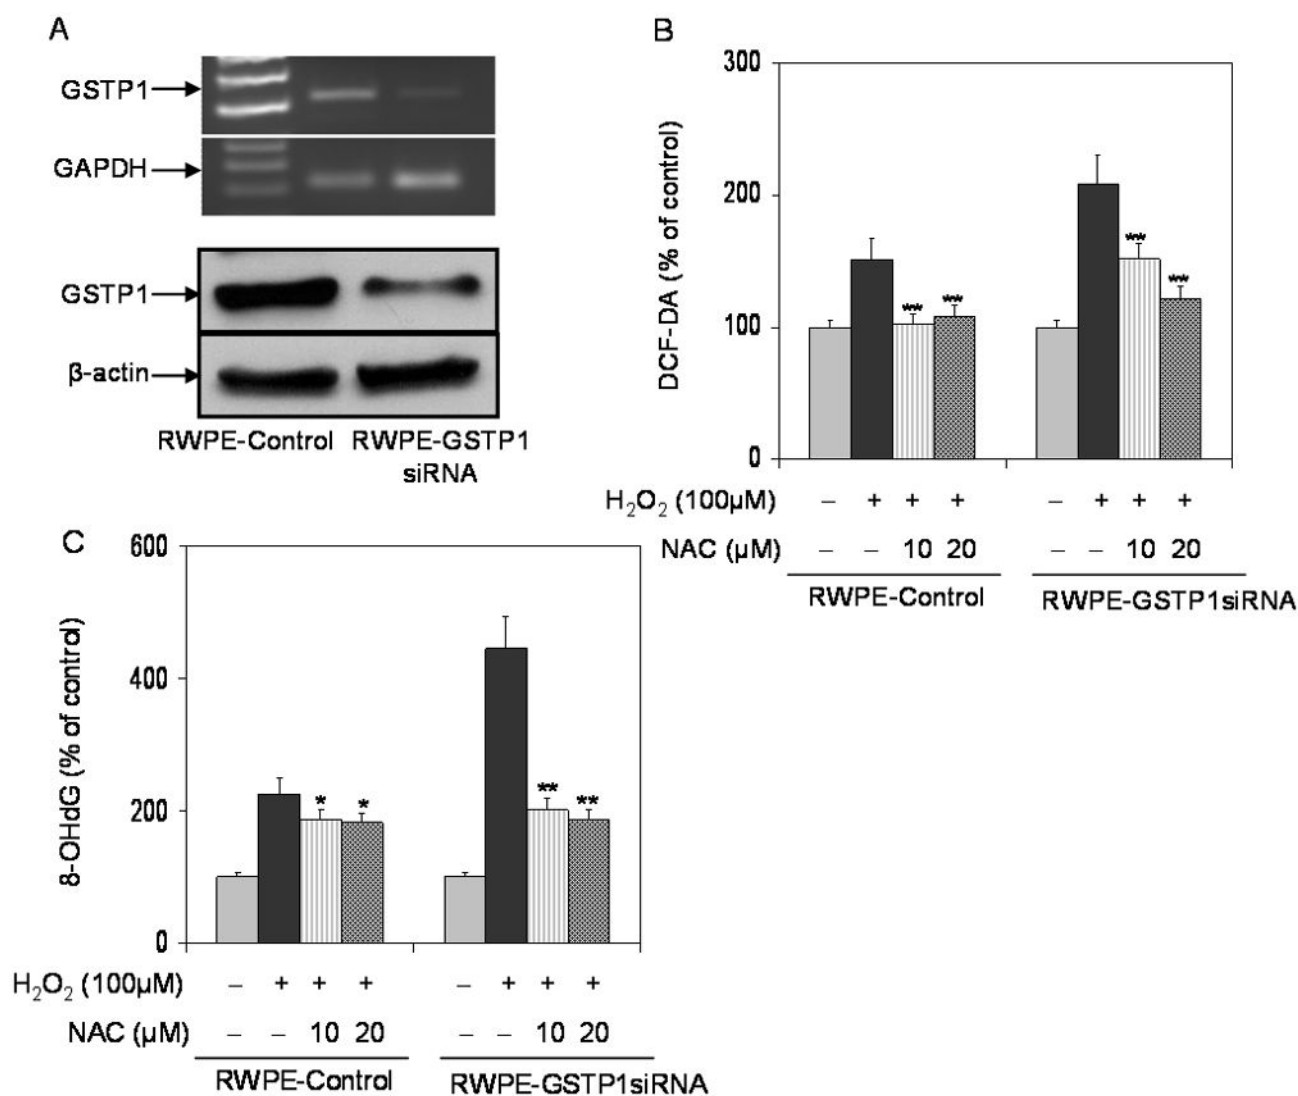 A
GSTP1
GAPDH
GSTP1
β-actin
RWPE-Control RWPE-GSTP1
siRNA
B
DCF-DA (% of control)
300
200
100
0
** ** ** **
H₂O₂ (100μM) – + + + – + + +
NAC (μM) – – 10 20 – – 10 20
RWPE-Control RWPE-GSTP1siRNA
C
8-OHdG (% of control)
600
400
200
0
* * ** **
H₂O₂ (100μM) – + + + – + + +
NAC (μM) – – 10 20 – – 10 20
RWPE-Control RWPE-GSTP1siRNA